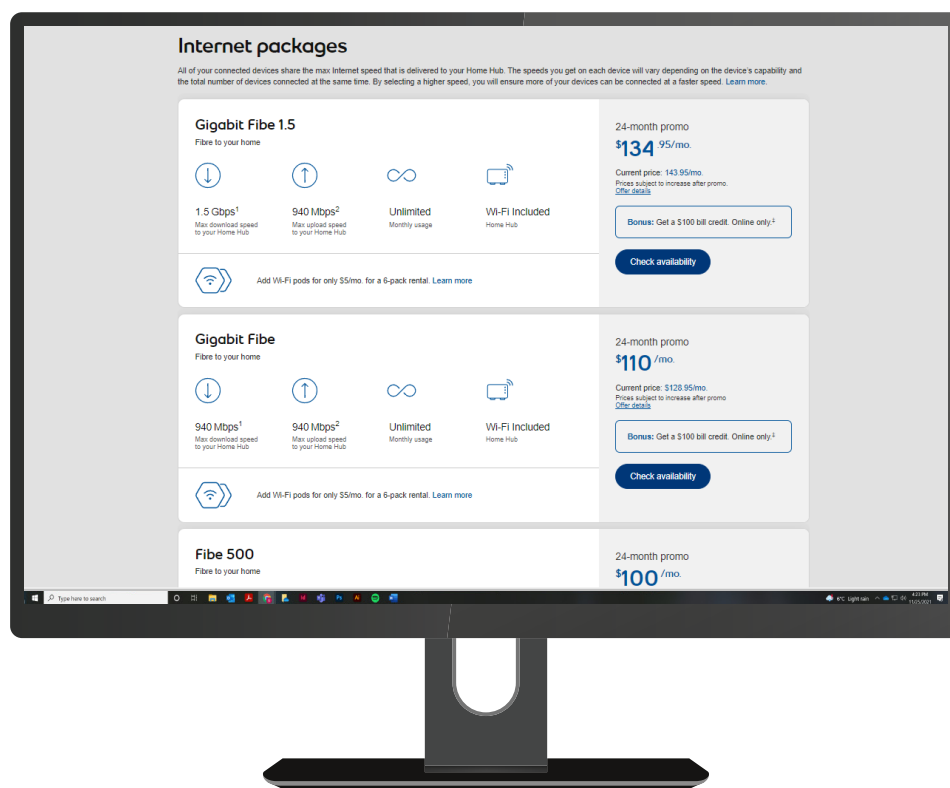 Internet packages
All of your connected devices share the max Internet speed that is delivered to your Home Hub. The speeds you get on each device will vary depending on the device's capability and
the total number of devices connected at the same time. By selecting a higher speed, you will ensure more of your devices can be connected at a faster speed. Learn more.
Gigabit Fibe 1.5
Fibre to your home
1.5 Gbps1
Max download speed
to your Home Hub
940 Mbps2
Max upload speed
to your Home Hub
Unlimited
Monthly usage
Wi-Fi Included
Home Hub
Add Wi-Fi pods for only $5/mo. for a 6-pack rental. Learn more
24-month promo
$134.95/mo.
Current price: 143.95/mo.
Prices subject to increase after promo.
Offer details
Bonus: Get a $100 bill credit. Online only.‡
Check availability
Gigabit Fibe
Fibre to your home
940 Mbps1
Max download speed
to your Home Hub
940 Mbps2
Max upload speed
to your Home Hub
Unlimited
Monthly usage
Wi-Fi Included
Home Hub
Add Wi-Fi pods for only $5/mo. for a 6-pack rental. Learn more
24-month promo
$110/mo.
Current price: $128.95/mo.
Prices subject to increase after promo
Offer details
Bonus: Get a $100 bill credit. Online only.‡
Check availability
Fibe 500
Fibre to your home
24-month promo
$100/mo.
Type here to search
6°C Light rain
4:23 PM
11/25/2021